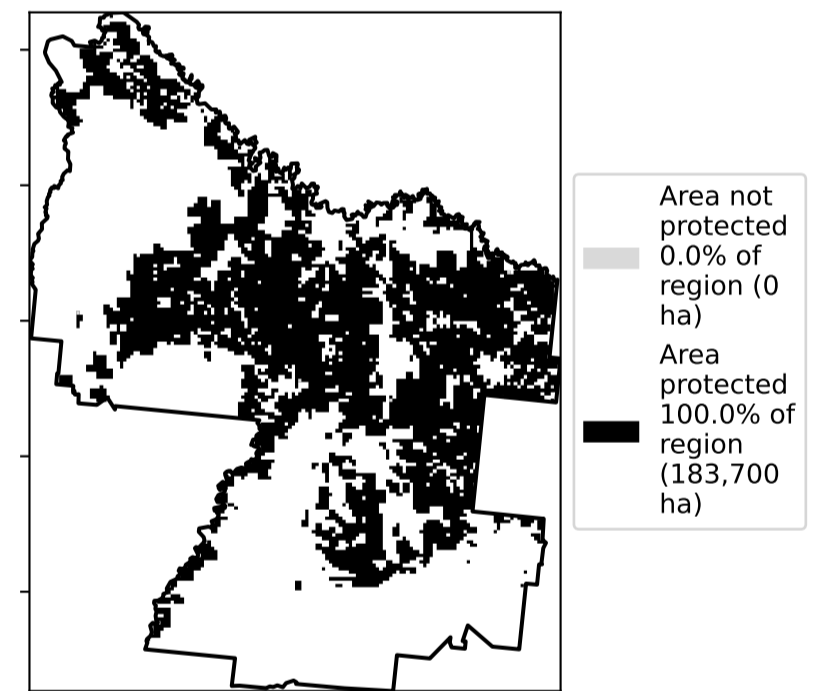 Area not
protected
0.0% of
region (0
ha)
Area
protected
100.0% of
region
(183,700
ha)